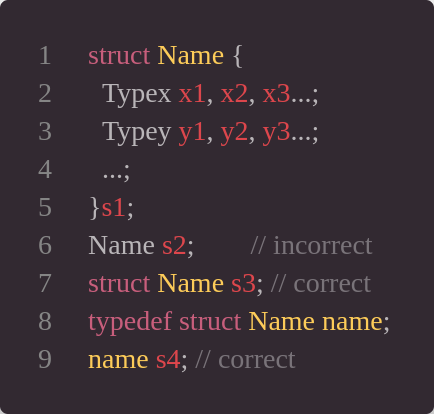 1 struct Name {
2 Typex x1, x2, x3...;
3 Typey y1, y2, y3...;
4 ...;
5 }s1;
6 Name s2; // incorrect
7 struct Name s3; // correct
8 typedef struct Name name;
9 name s4; // correct